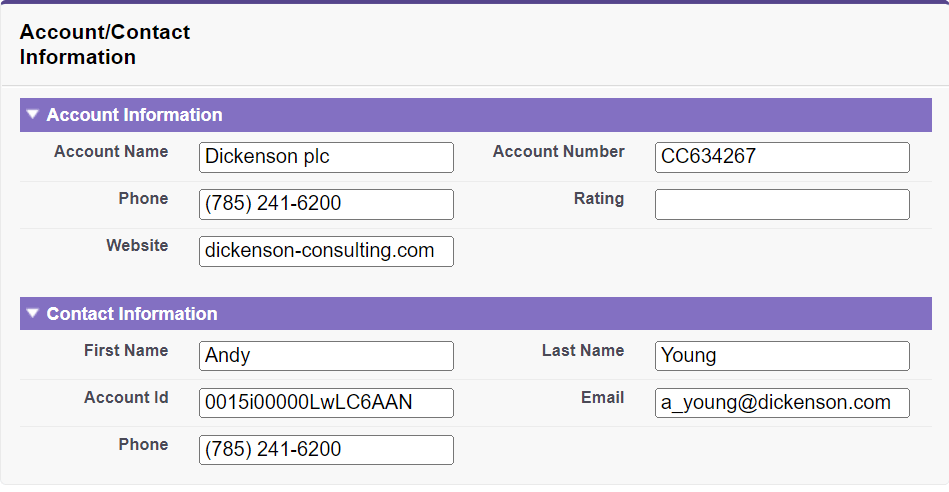 Account/Contact
Information
Account Information
Account Name Dickenson plc Account Number CC634267
Phone (785) 241-6200 Rating
Website dickenson-consulting.com
Contact Information
First Name Andy Last Name Young
Account Id 0015i00000LwLC6AAN Email a_young@dickenson.com
Phone (785) 241-6200